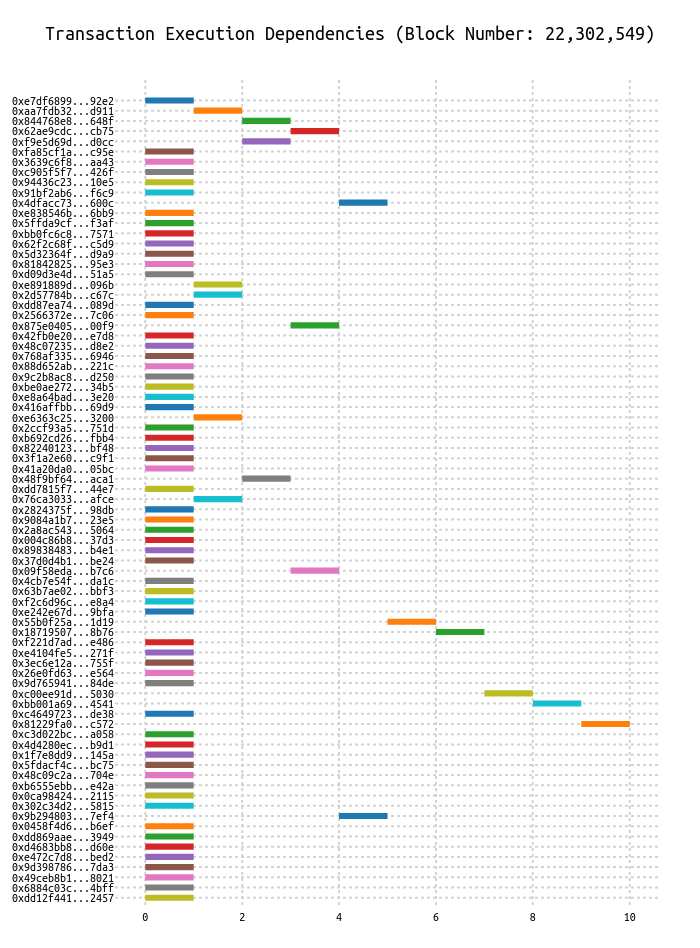 Transaction Execution Dependencies (Block Number: 22,302,549)
0xe7df6899...92e2
0xaa7fdb32...d911
0x844768e8...648f
0x62ae9cdc...cb75
0xf9e5d69d...d0cc
0xfa85cf1a...c95e
0x3639c6f8...aa43
0xc905f5f7...426f
0x94436c23...10e5
0x91bf2ab6...f6c9
0x4dfacc73...600c
0xe838546b...6bb9
0x5ffda9cf...f3af
0xbb0fc6c8...7571
0x62f2c68f...c5d9
0x5d32364f...d9a9
0x81842825...95e3
0xd09d3e4d...51a5
0xe891889d...096b
0x2d57784b...c67c
0xdd87ea74...089d
0x2566372e...7c06
0x875e0405...00f9
0x42fb0e20...e7d8
0x48c07235...d8e2
0x768af335...6946
0x88d652ab...221c
0x9c2b8ac8...d250
0xbe0ae272...34b5
0xe8a64bad...3e20
0x416affbb...69d9
0xe6363c25...3200
0x2ccf93a5...751d
0xb692cd26...fbb4
0x82240123...bf48
0x3f1a2e60...c9f1
0x41a20da0...05bc
0x48f9bf64...aca1
0xdd7815f7...44e7
0x76ca3033...afce
0x2824375f...98db
0x9084a1b7...23e5
0x2a8ac543...5064
0x004c86b8...37d3
0x89838483...b4e1
0x37d0d4b1...be24
0x09f58eda...b7c6
0x4cb7e54f...da1c
0x63b7ae02...bbf3
0xf2c6d96c...e8a4
0xe242e67d...9bfa
0x55b0f25a...1d19
0x18719507...8b76
0xf221d7ad...e486
0xe4104fe5...271f
0x3ec6e12a...755f
0x26e0fd63...e564
0x9d765941...84de
0xc00ee91d...5030
0xbb001a69...4541
0xc4649723...de38
0x81229fa0...c572
0xc3d022bc...a058
0x4d4280ec...b9d1
0x1f7e8dd9...145a
0x5fdacf4c...bc75
0x48c09c2a...704e
0xb6555ebb...e42a
0x0ca98424...2115
0x302c34d2...5815
0x9b294803...7ef4
0x0458f4d6...b6ef
0xdd869aae...3949
0xd4683bb8...d60e
0xe472c7d8...bed2
0x9d398786...7da3
0x49ceb8b1...8021
0x6884c03c...4bff
0xdd12f441...2457
0 2 4 6 8 10